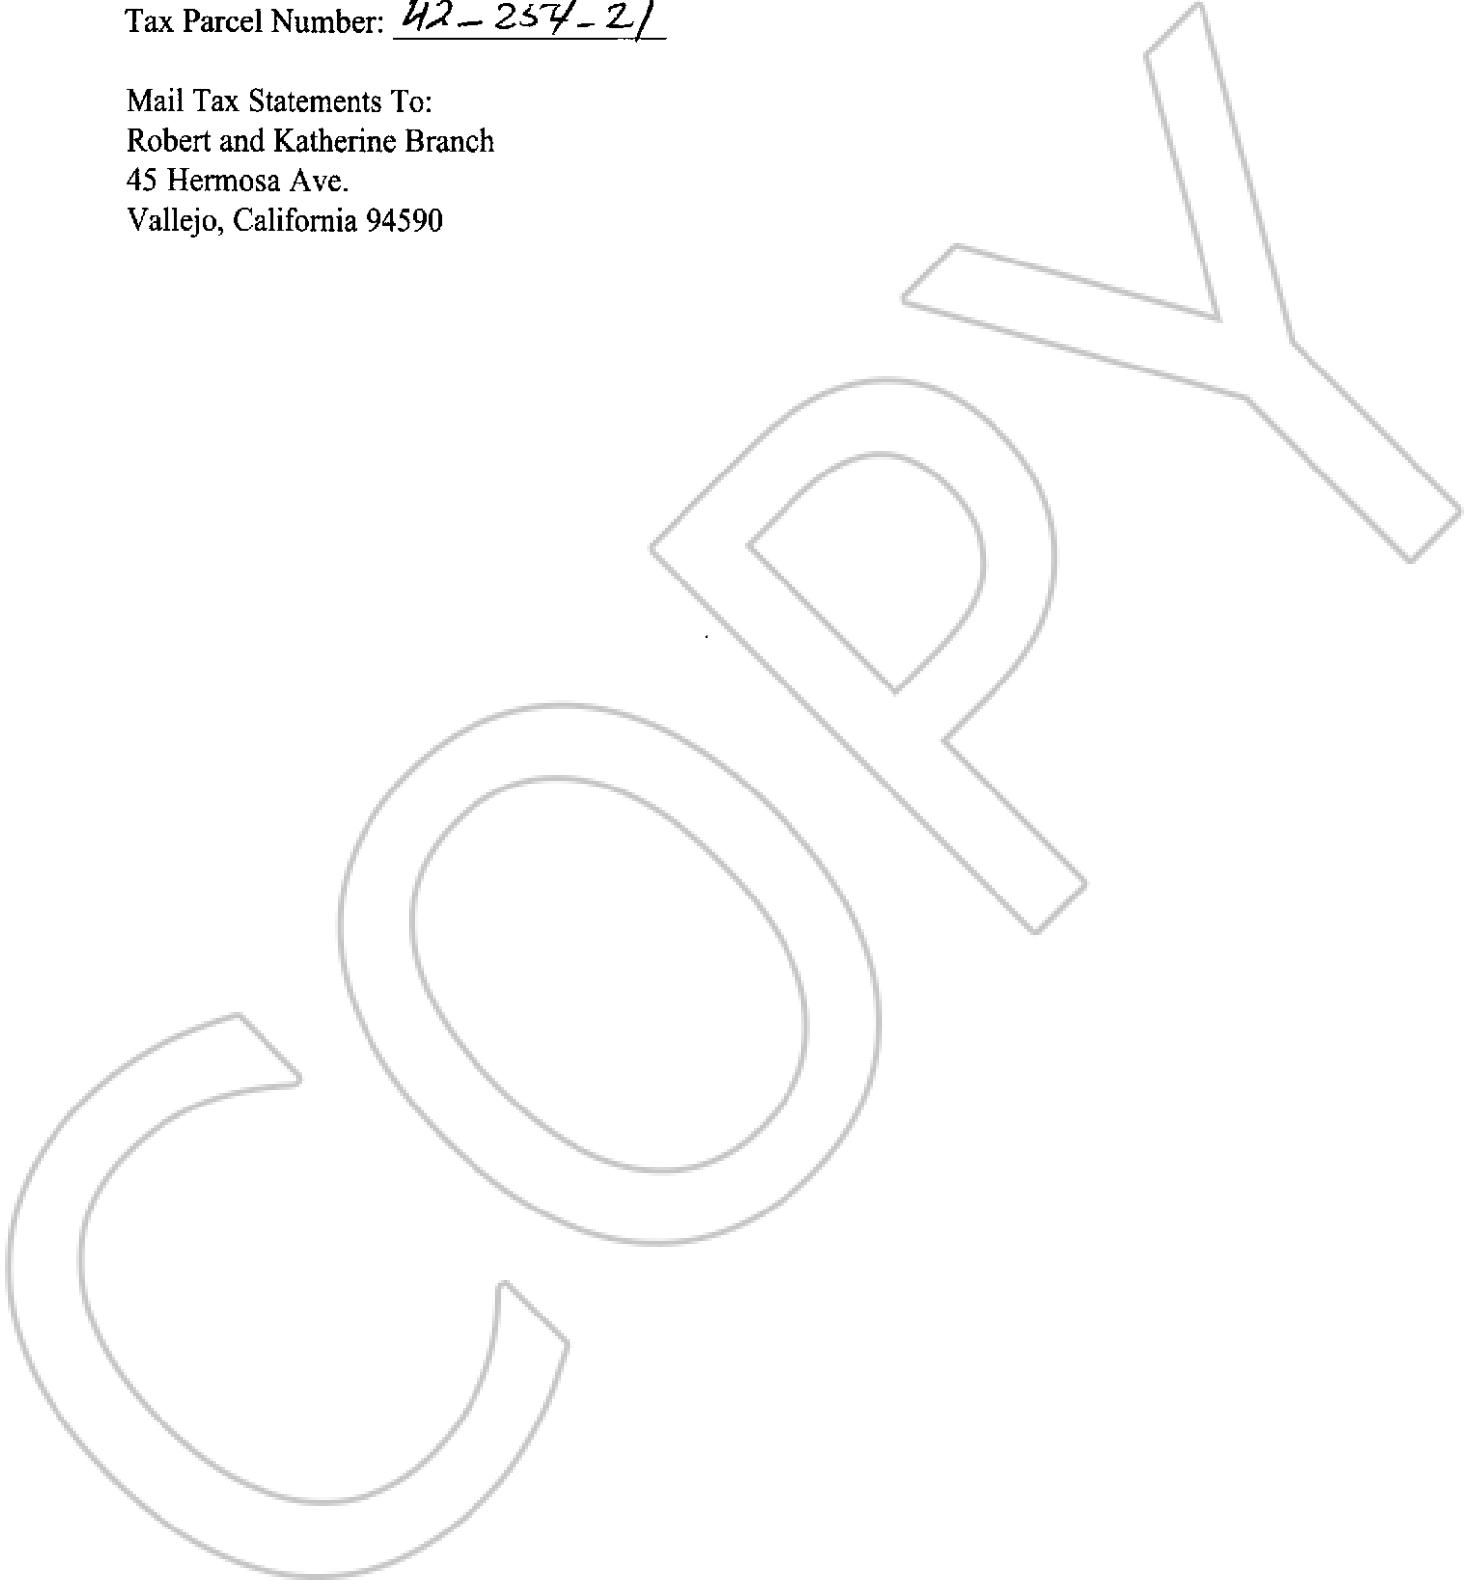 Tax Parcel Number: 42-254-21
Mail Tax Statements To:
Robert and Katherine Branch
45 Hermosa Ave.
Vallejo, California 94590
COPY